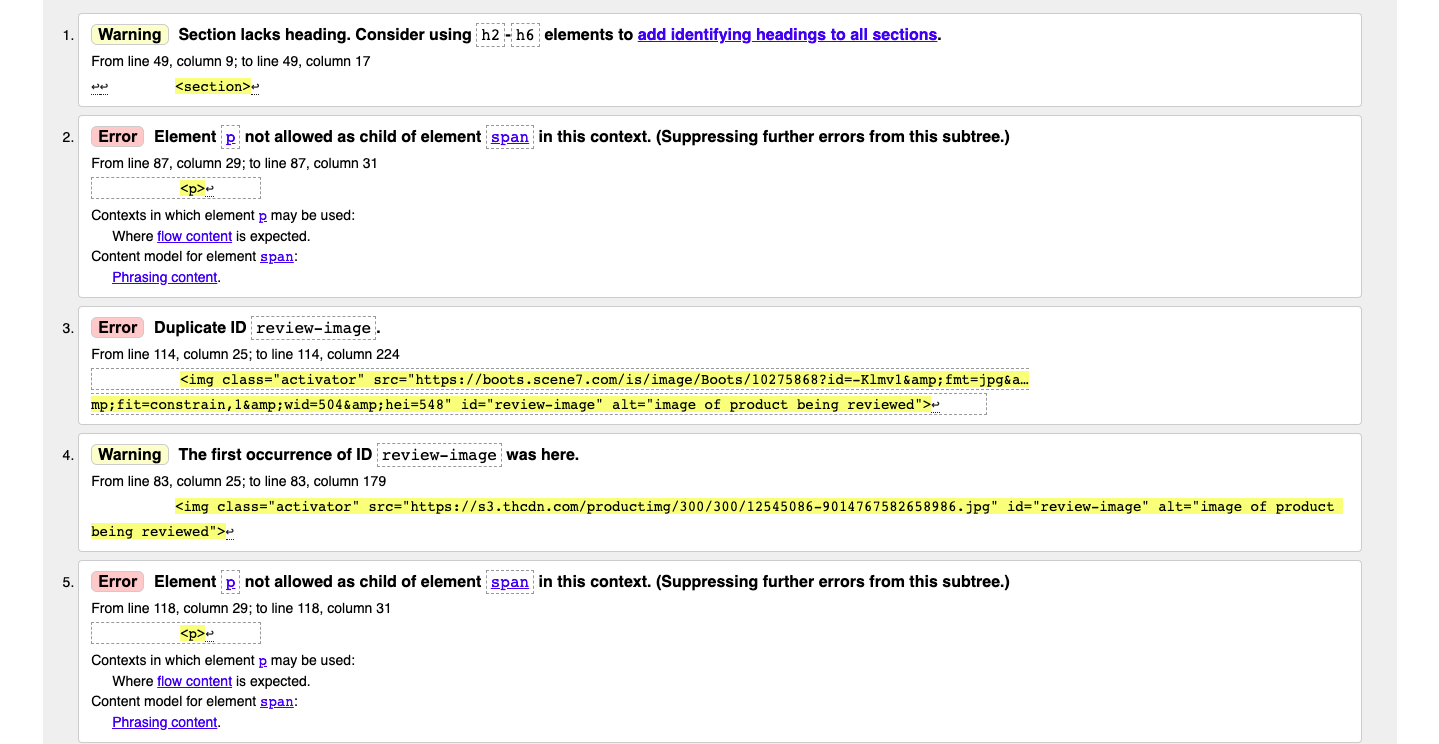 1. Warning Section lacks heading. Consider using h2-h6 elements to add identifying headings to all sections.
From line 49, column 9; to line 49, column 17
↩↩ <section>↩
2. Error Element p not allowed as child of element span in this context. (Suppressing further errors from this subtree.)
From line 87, column 29; to line 87, column 31
<p>↩
Contexts in which element p may be used:
Where flow content is expected.
Content model for element span:
Phrasing content.
3. Error Duplicate ID review-image.
From line 114, column 25; to line 114, column 224
<img class="activator" src="https://boots.scene7.com/is/image/Boots/10275868?id=-Klmv1&amp;fmt=jpg&a…
mp;fit=constrain,1&amp;wid=504&amp;hei=548" id="review-image" alt="image of product being reviewed">↩
4. Warning The first occurrence of ID review-image was here.
From line 83, column 25; to line 83, column 179
<img class="activator" src="https://s3.thcdn.com/productimg/300/300/12545086-9014767582658986.jpg" id="review-image" alt="image of product
being reviewed">↩
5. Error Element p not allowed as child of element span in this context. (Suppressing further errors from this subtree.)
From line 118, column 29; to line 118, column 31
<p>↩
Contexts in which element p may be used:
Where flow content is expected.
Content model for element span:
Phrasing content.